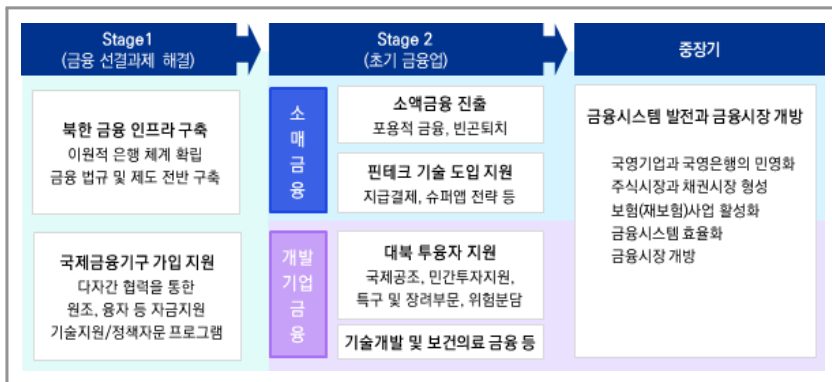 Stage1
(금융 선결과제 해결)
북한 금융 인프라 구축
이원적 은행 체계 확립
금융 법규 및 제도 전반 구축
국제금융기구 가입 지원
다자간 협력을 통한
원조, 융자 등 자금지원
기술지원/정책자문 프로그램
Stage 2
(초기 금융업)
소
매
금
융
소액금융 진출
포용적 금융, 빈곤퇴치
핀테크 기술 도입 지원
지급결제, 슈퍼앱 전략 등
개발
기업
금
융
대북 투융자 지원
국제공조, 민간투자지원,
특구 및 장려부문, 위험분담
기술개발 및 보건의료 금융 등
중장기
금융시스템 발전과 금융시장 개방
국영기업과 국영은행의 민영화
주식시장과 채권시장 형성
보험(재보험)사업 활성화
금융시스템 효율화
금융시장 개방